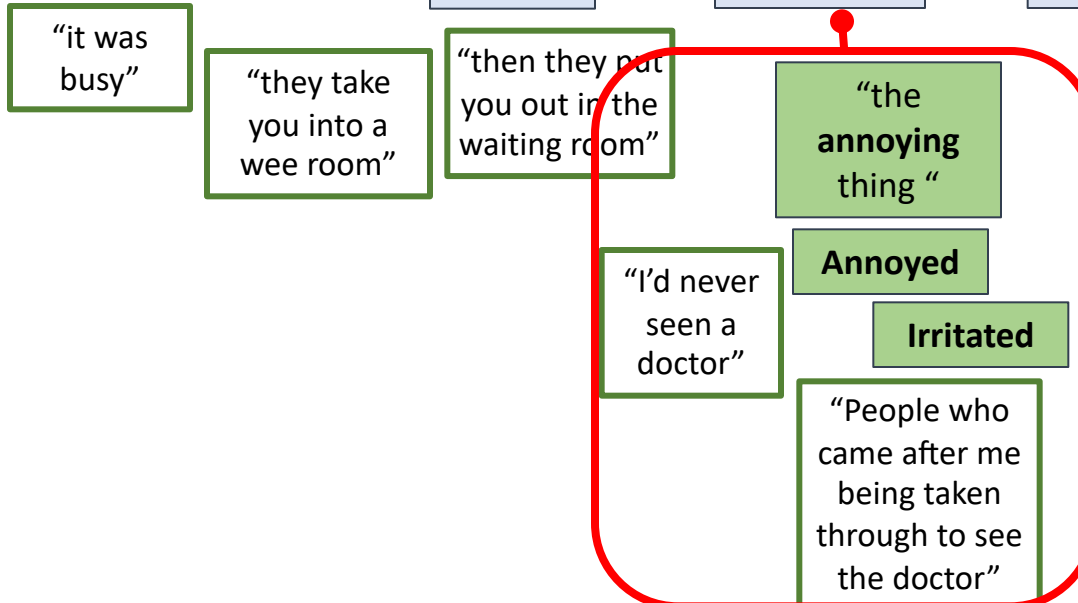 “it was
busy”
“they take
you into a
wee room”
“then they put
you out in the
waiting room”
“the
annoying
thing “
Annoyed
Irritated
“I’d never
seen a
doctor”
“People who
came after me
being taken
through to see
the doctor”